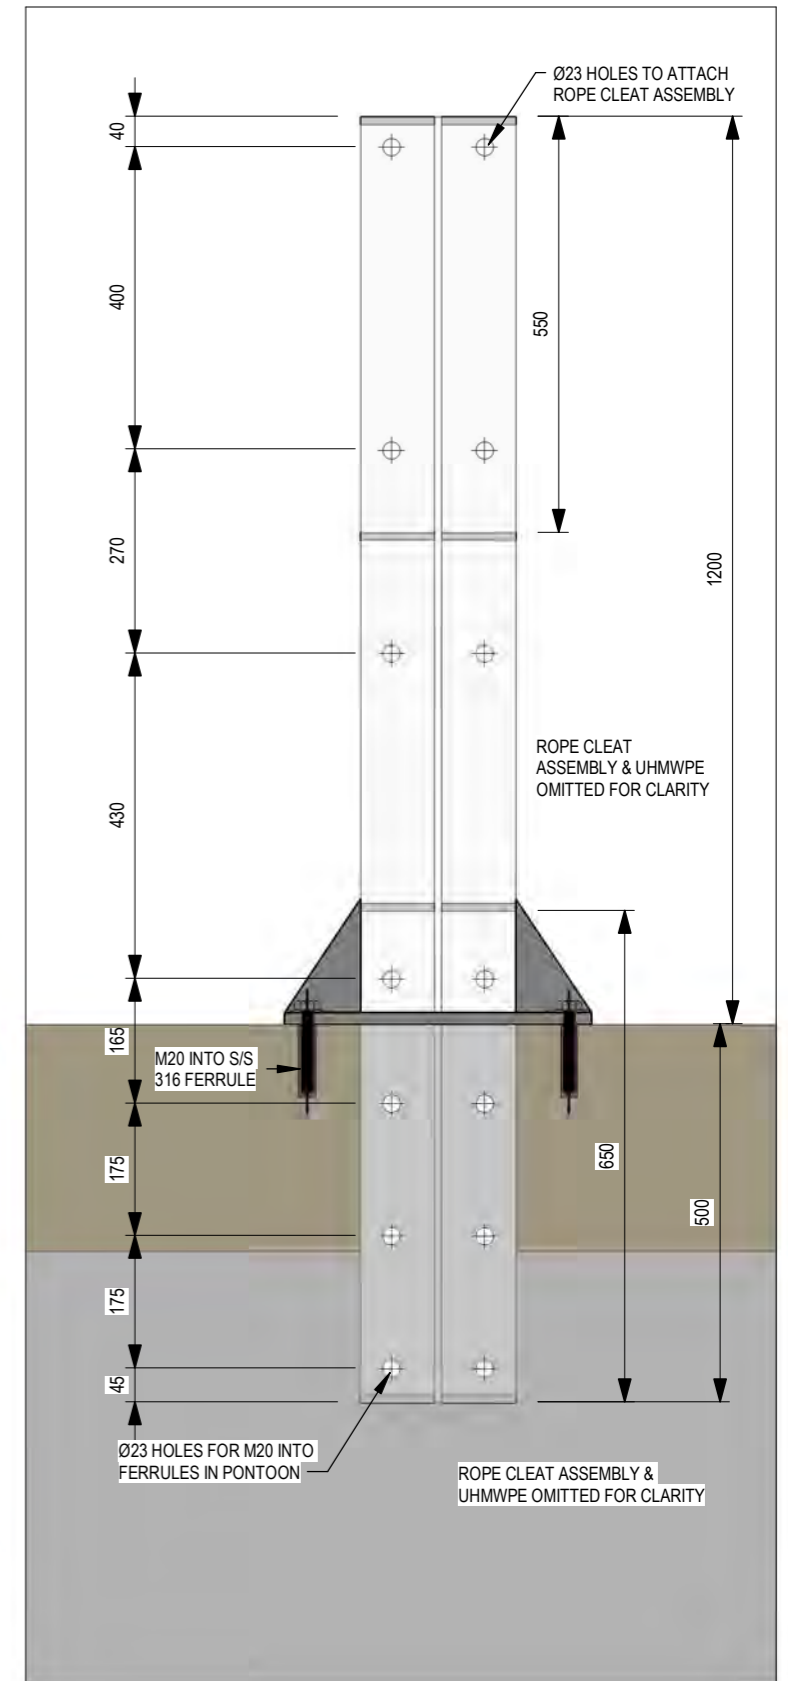 Ø23 HOLES TO ATTACH
ROPE CLEAT ASSEMBLY
40
400
550
270
1200
ROPE CLEAT
ASSEMBLY & UHMWPE
OMITTED FOR CLARITY
430
165
M20 INTO S/S
316 FERRULE
650
175
500
175
45
Ø23 HOLES FOR M20 INTO
FERRULES IN PONTOON
ROPE CLEAT ASSEMBLY &
UHMWPE OMITTED FOR CLARITY